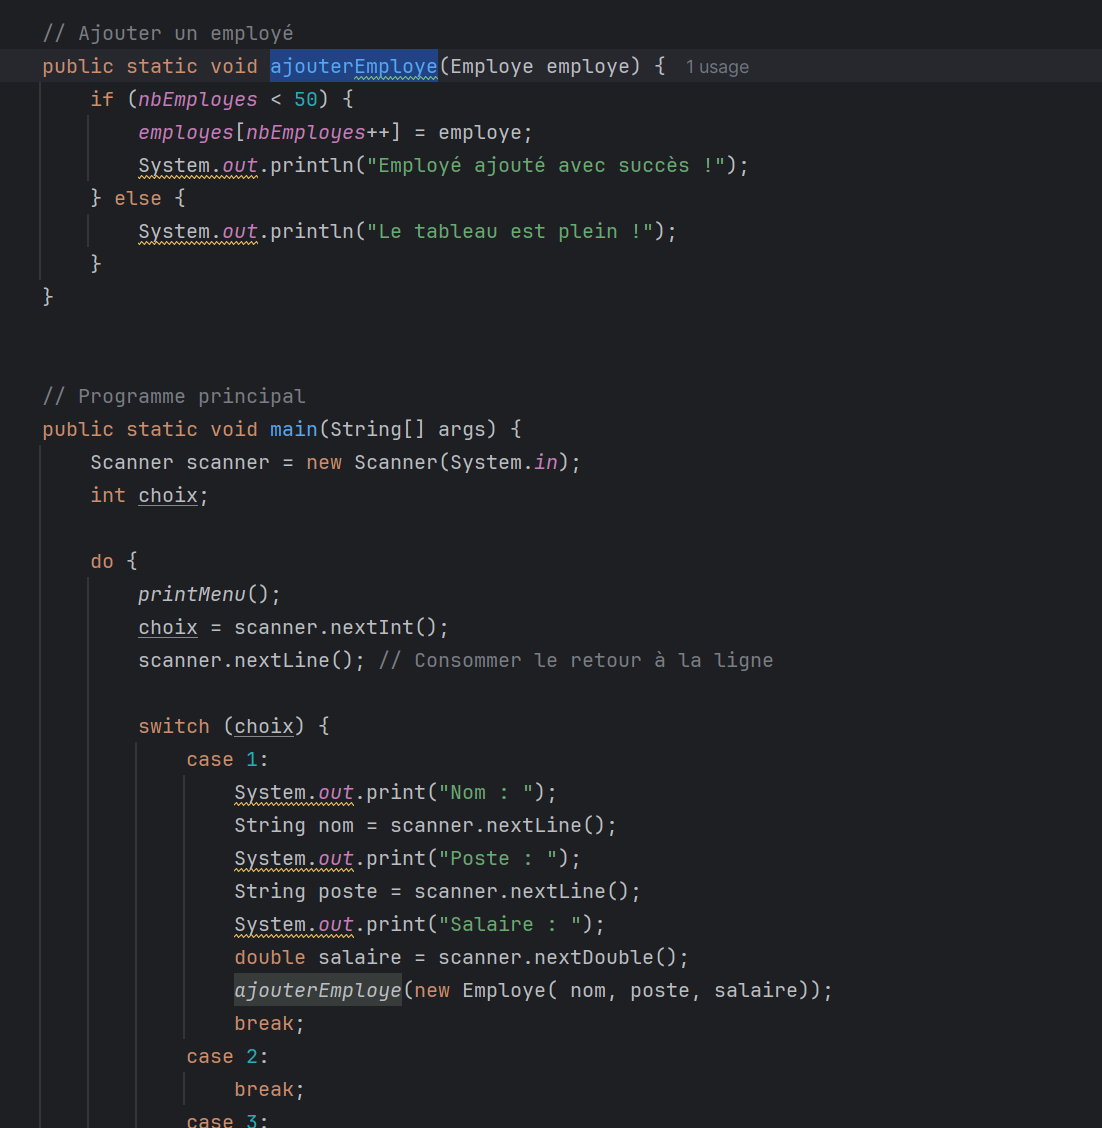 // Ajouter un employé
public static void ajouterEmploye(Employe employe) { 1 usage
if (nbEmployes < 50) {
employes[nbEmployes++] = employe;
System.out.println("Employé ajouté avec succès !");
} else {
System.out.println("Le tableau est plein !");
}
}
// Programme principal
public static void main(String[] args) {
Scanner scanner = new Scanner(System.in);
int choix;
do {
printMenu();
choix = scanner.nextInt();
scanner.nextLine(); // Consommer le retour à la ligne
switch (choix) {
case 1:
System.out.print("Nom : ");
String nom = scanner.nextLine();
System.out.print("Poste : ");
String poste = scanner.nextLine();
System.out.print("Salaire : ");
double salaire = scanner.nextDouble();
ajouterEmploye(new Employe( nom, poste, salaire));
break;
case 2:
break;
case 3: